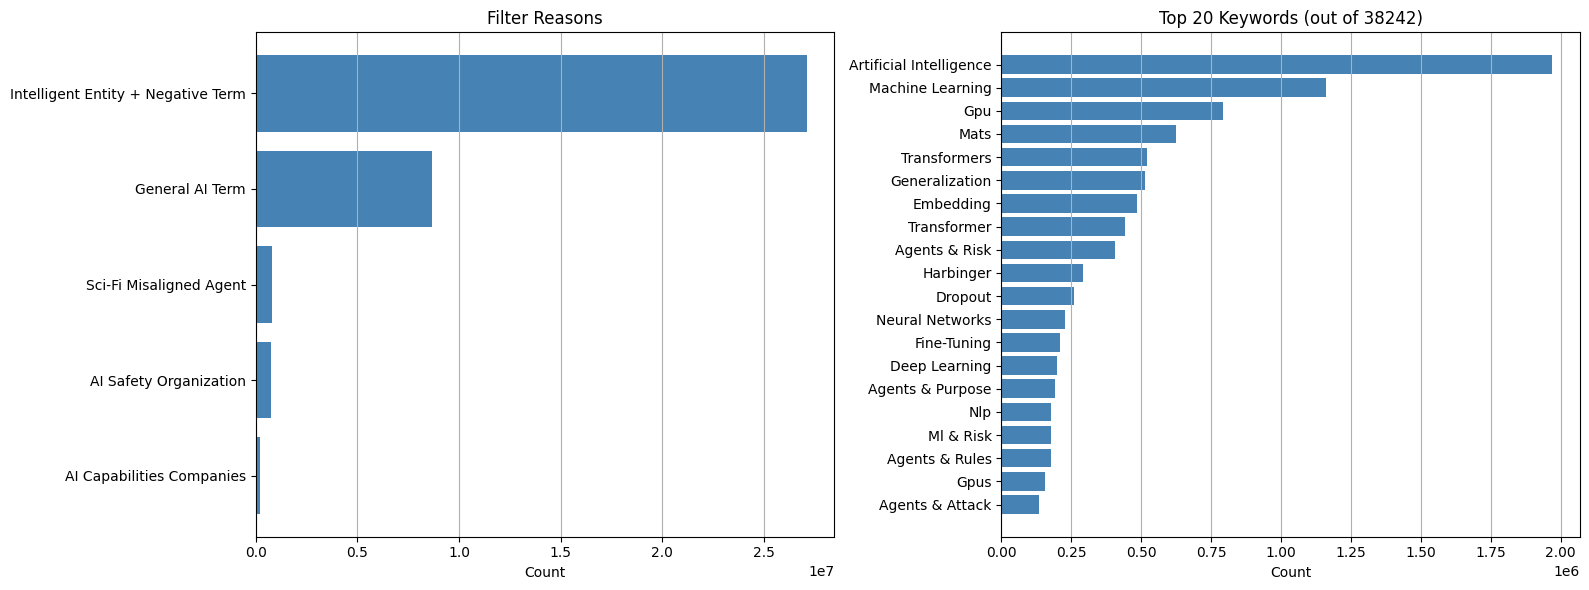 Filter Reasons
Intelligent Entity + Negative Term
General AI Term
Sci-Fi Misaligned Agent
AI Safety Organization
AI Capabilities Companies
0.0 0.5 1.0 1.5 2.0 2.5
Count
1e7
Top 20 Keywords (out of 38242)
Artificial Intelligence
Machine Learning
Gpu
Mats
Transformers
Generalization
Embedding
Transformer
Agents & Risk
Harbinger
Dropout
Neural Networks
Fine-Tuning
Deep Learning
Agents & Purpose
Nlp
Ml & Risk
Agents & Rules
Gpus
Agents & Attack
0.00 0.25 0.50 0.75 1.00 1.25 1.50 1.75 2.00
Count
1e6